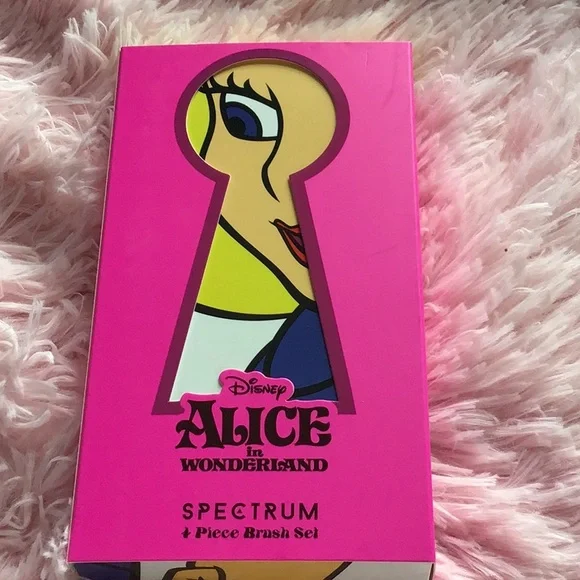 Disney
ALICE
in
WONDERLAND
SPECTRUM
4 Piece Brush Set